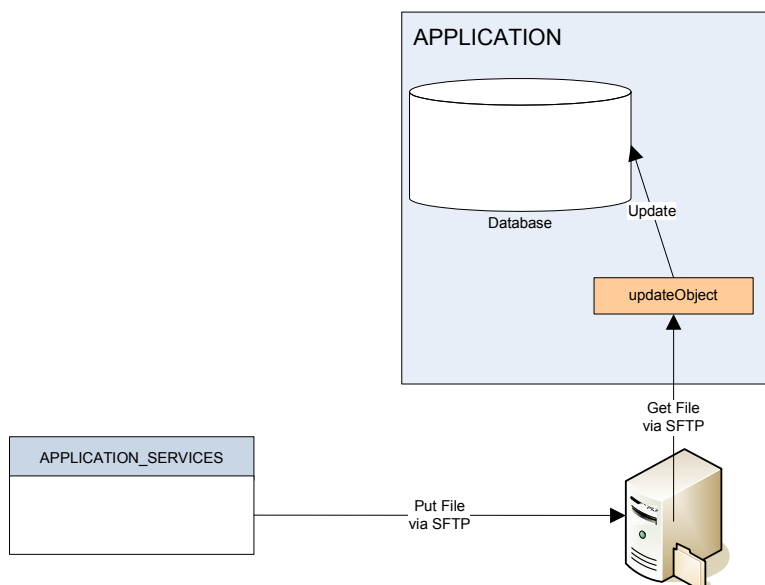 APPLICATION
Database
Update
updateObject
Get File
via SFTP
APPLICATION_SERVICES
Put File
via SFTP